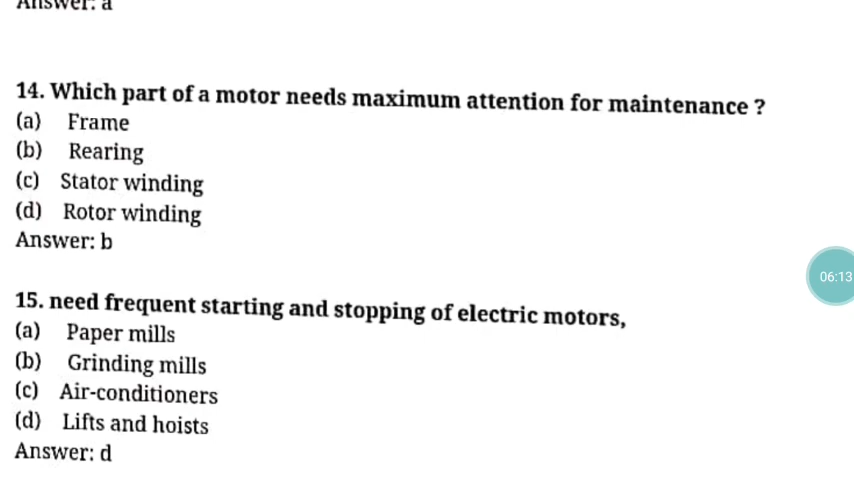 Answer: a
14. Which part of a motor needs maximum attention for maintenance ?
(a) Frame
(b) Rearing
(c) Stator winding
(d) Rotor winding
Answer: b
06:13
15. need frequent starting and stopping of electric motors,
(a) Paper mills
(b) Grinding mills
(c) Air-conditioners
(d) Lifts and hoists
Answer: d